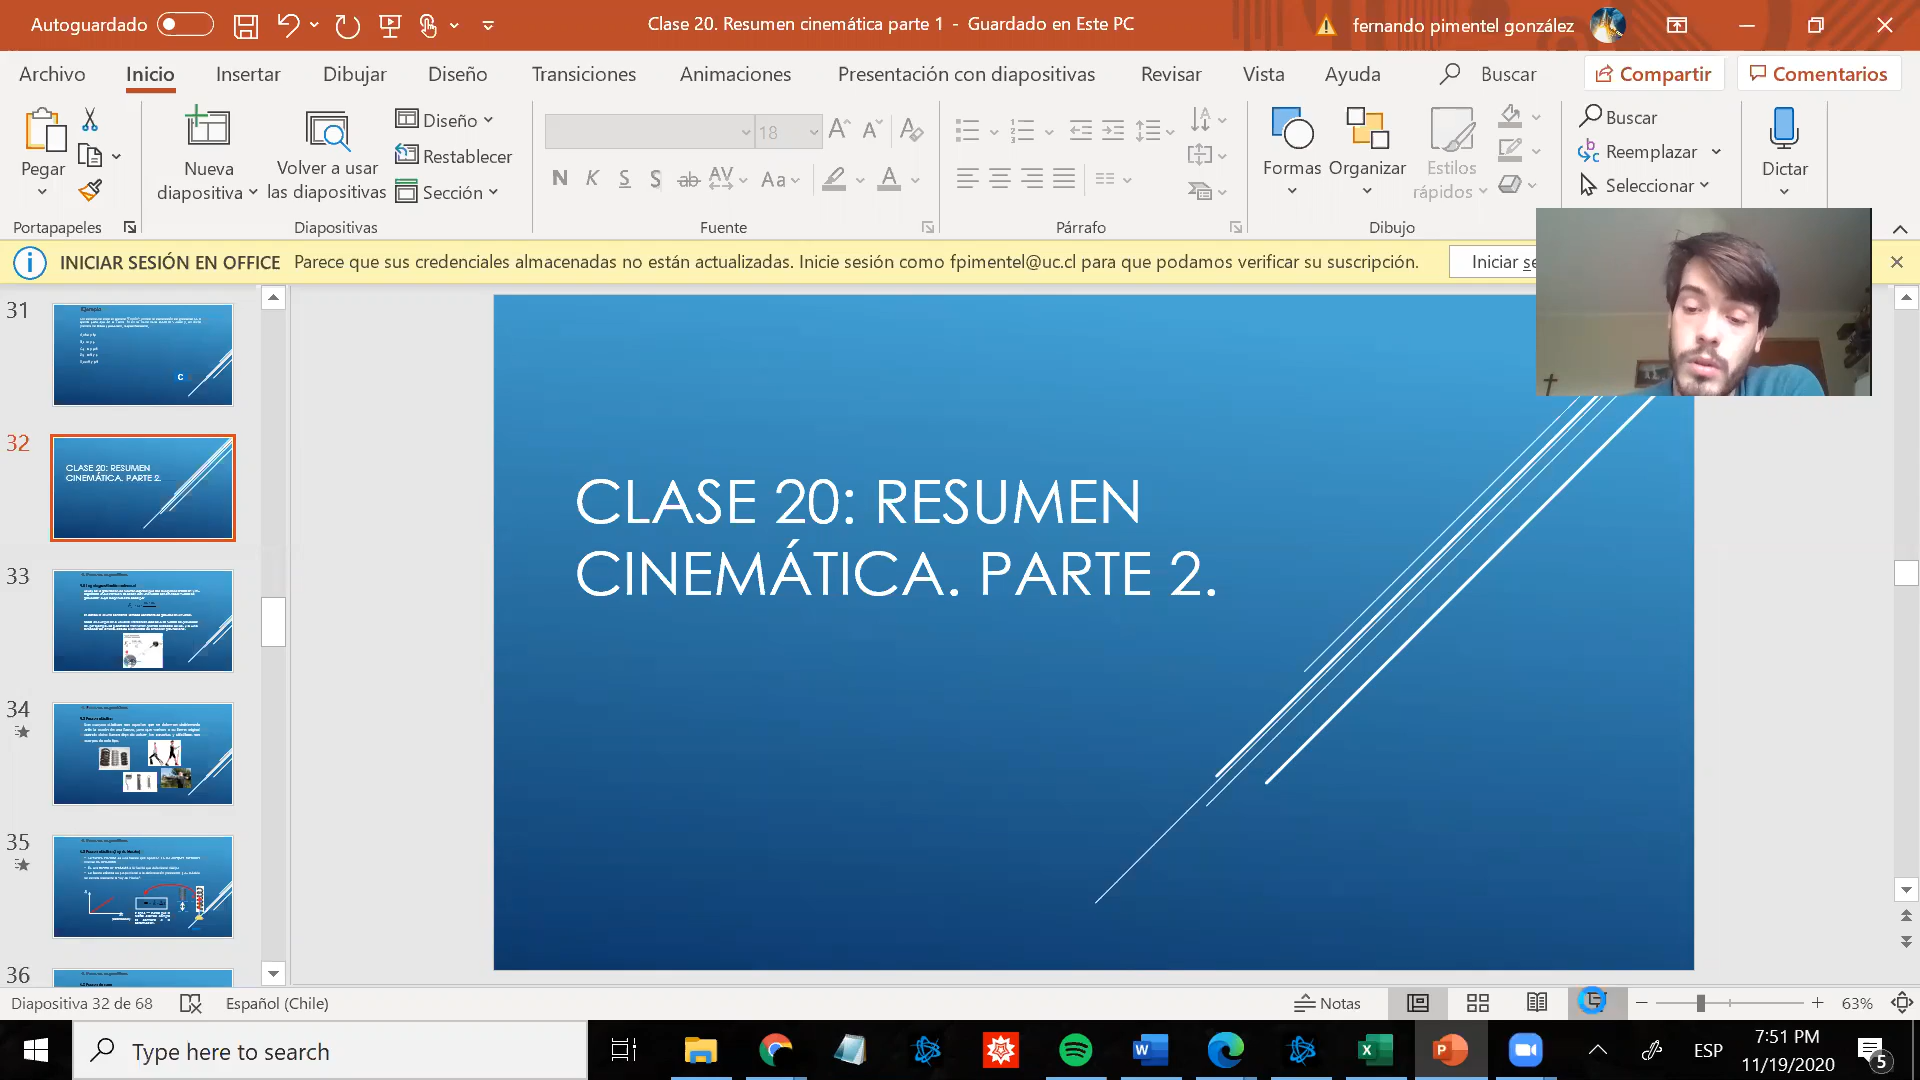 Autoguardado
Clase 20. Resumen cinemática parte 1 - Guardado en Este PC
fernando pimentel gonzález
Archivo Inicio Insertar Dibujar Diseño Transiciones Animaciones Presentación con diapositivas Revisar Vista Ayuda Buscar Compartir Comentarios
Pegar
Nueva diapositiva
Volver a usar las diapositivas
Diseño
Restablecer
Sección
18
N K S S ab AV Aa A
Formas
Organizar
Estilos rápidos
Buscar
Reemplazar
Seleccionar
Dictar
Portapapeles Diapositivas Fuente Párrafo Dibujo
INICIAR SESIÓN EN OFFICE Parece que sus credenciales almacenadas no están actualizadas. Inicie sesión como fpimentel@uc.cl para que podamos verificar su suscripción. Iniciar se
31
Ejemplo
C
32
CLASE 20: RESUMEN
CINEMÁTICA. PARTE 2.
33
34
35
36
CLASE 20: RESUMEN
CINEMÁTICA. PARTE 2.
Diapositiva 32 de 68 Español (Chile) Notas 63%
Type here to search
ESP
7:51 PM
11/19/2020
5